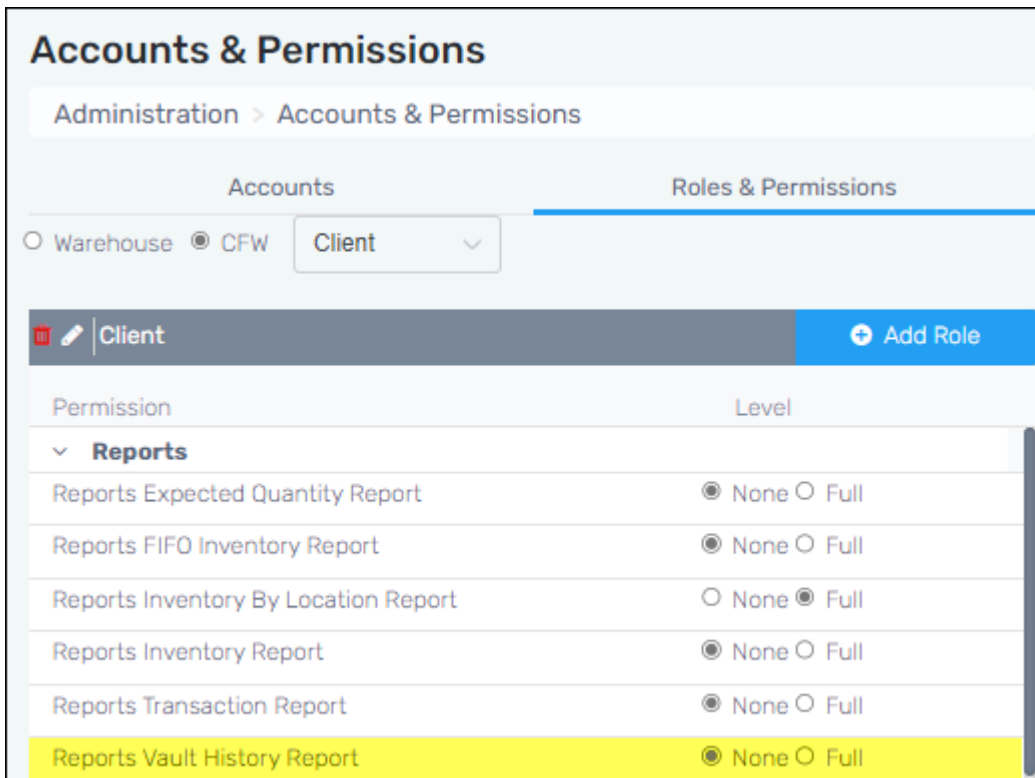 Accounts & Permissions
Administration > Accounts & Permissions
Accounts Roles & Permissions
Warehouse CFW Client
Client Add Role
Permission Level
Reports
Reports Expected Quantity Report None Full
Reports FIFO Inventory Report None Full
Reports Inventory By Location Report None Full
Reports Inventory Report None Full
Reports Transaction Report None Full
Reports Vault History Report None Full